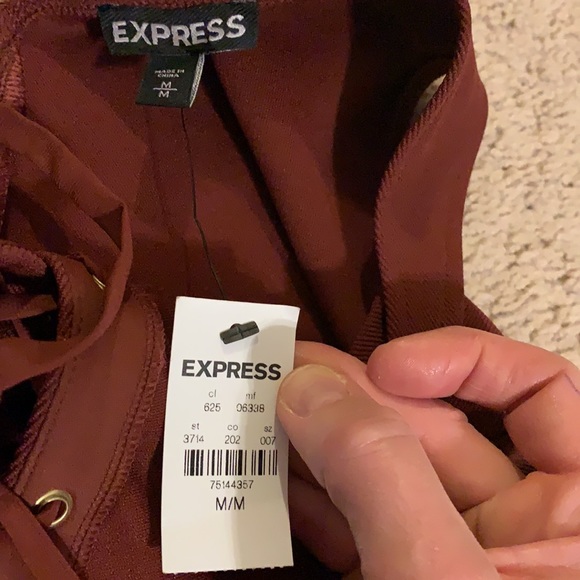 EXPRESS
MADE IN
CHINA
M
M
EXPRESS
cl mf
625 06338
st co sz
3714 202 007
75144357
M/M